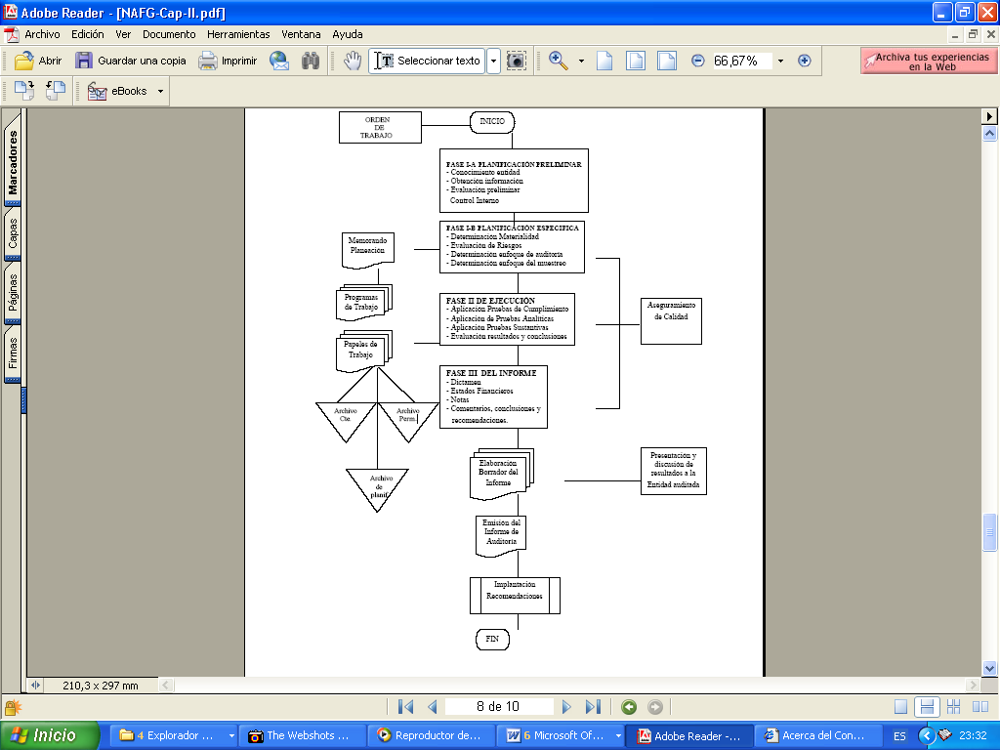 Adobe Reader - [NAFG-Cap-II.pdf]
Archivo Edición Ver Documento Herramientas Ventana Ayuda
Abrir Guardar una copia Imprimir Seleccionar texto 66,67%
Archiva tus experiencias
en la Web
eBooks
Marcadores
Capas
Páginas
Firmas
ORDEN
DE
TRABAJO
INICIO
FASE I-A PLANIFICACIÓN PRELIMINAR
- Conocimiento entidad
- Obtención información
- Evaluación preliminar
Control Interno
FASE I-B PLANIFICACIÓN ESPECIFICA
- Determinación Materialidad
- Evaluación de Riesgos
- Determinación enfoque de auditoría
- Determinación enfoque del muestreo
Memorando
Planeación
Programas
de Trabajo
FASE II DE EJECUCIÓN
- Aplicación Pruebas de Cumplimiento
- Aplicación de Pruebas Analíticas
- Aplicación Pruebas Sustantivas
- Evaluación resultados y conclusiones
Aseguramiento
de Calidad
Papeles de
Trabajo
FASE III DEL INFORME
- Dictamen
- Estados Financieros
- Notas
- Comentarios, conclusiones y
recomendaciones.
Archivo
Cte.
Archivo
Perm.
Archivo
de
planif.
Elaboración
Borrador del
Informe
Presentación y
discusión de
resultados a la
Entidad auditada
Emisión del
Informe de
Auditoría
Implantación
Recomendaciones
FIN
210,3 x 297 mm
8 de 10
Inicio 4 Explorador ... The Webshots ... Reproductor de... 6 Microsoft Of... Adobe Reader -... Acerca del Con... ES 23:32